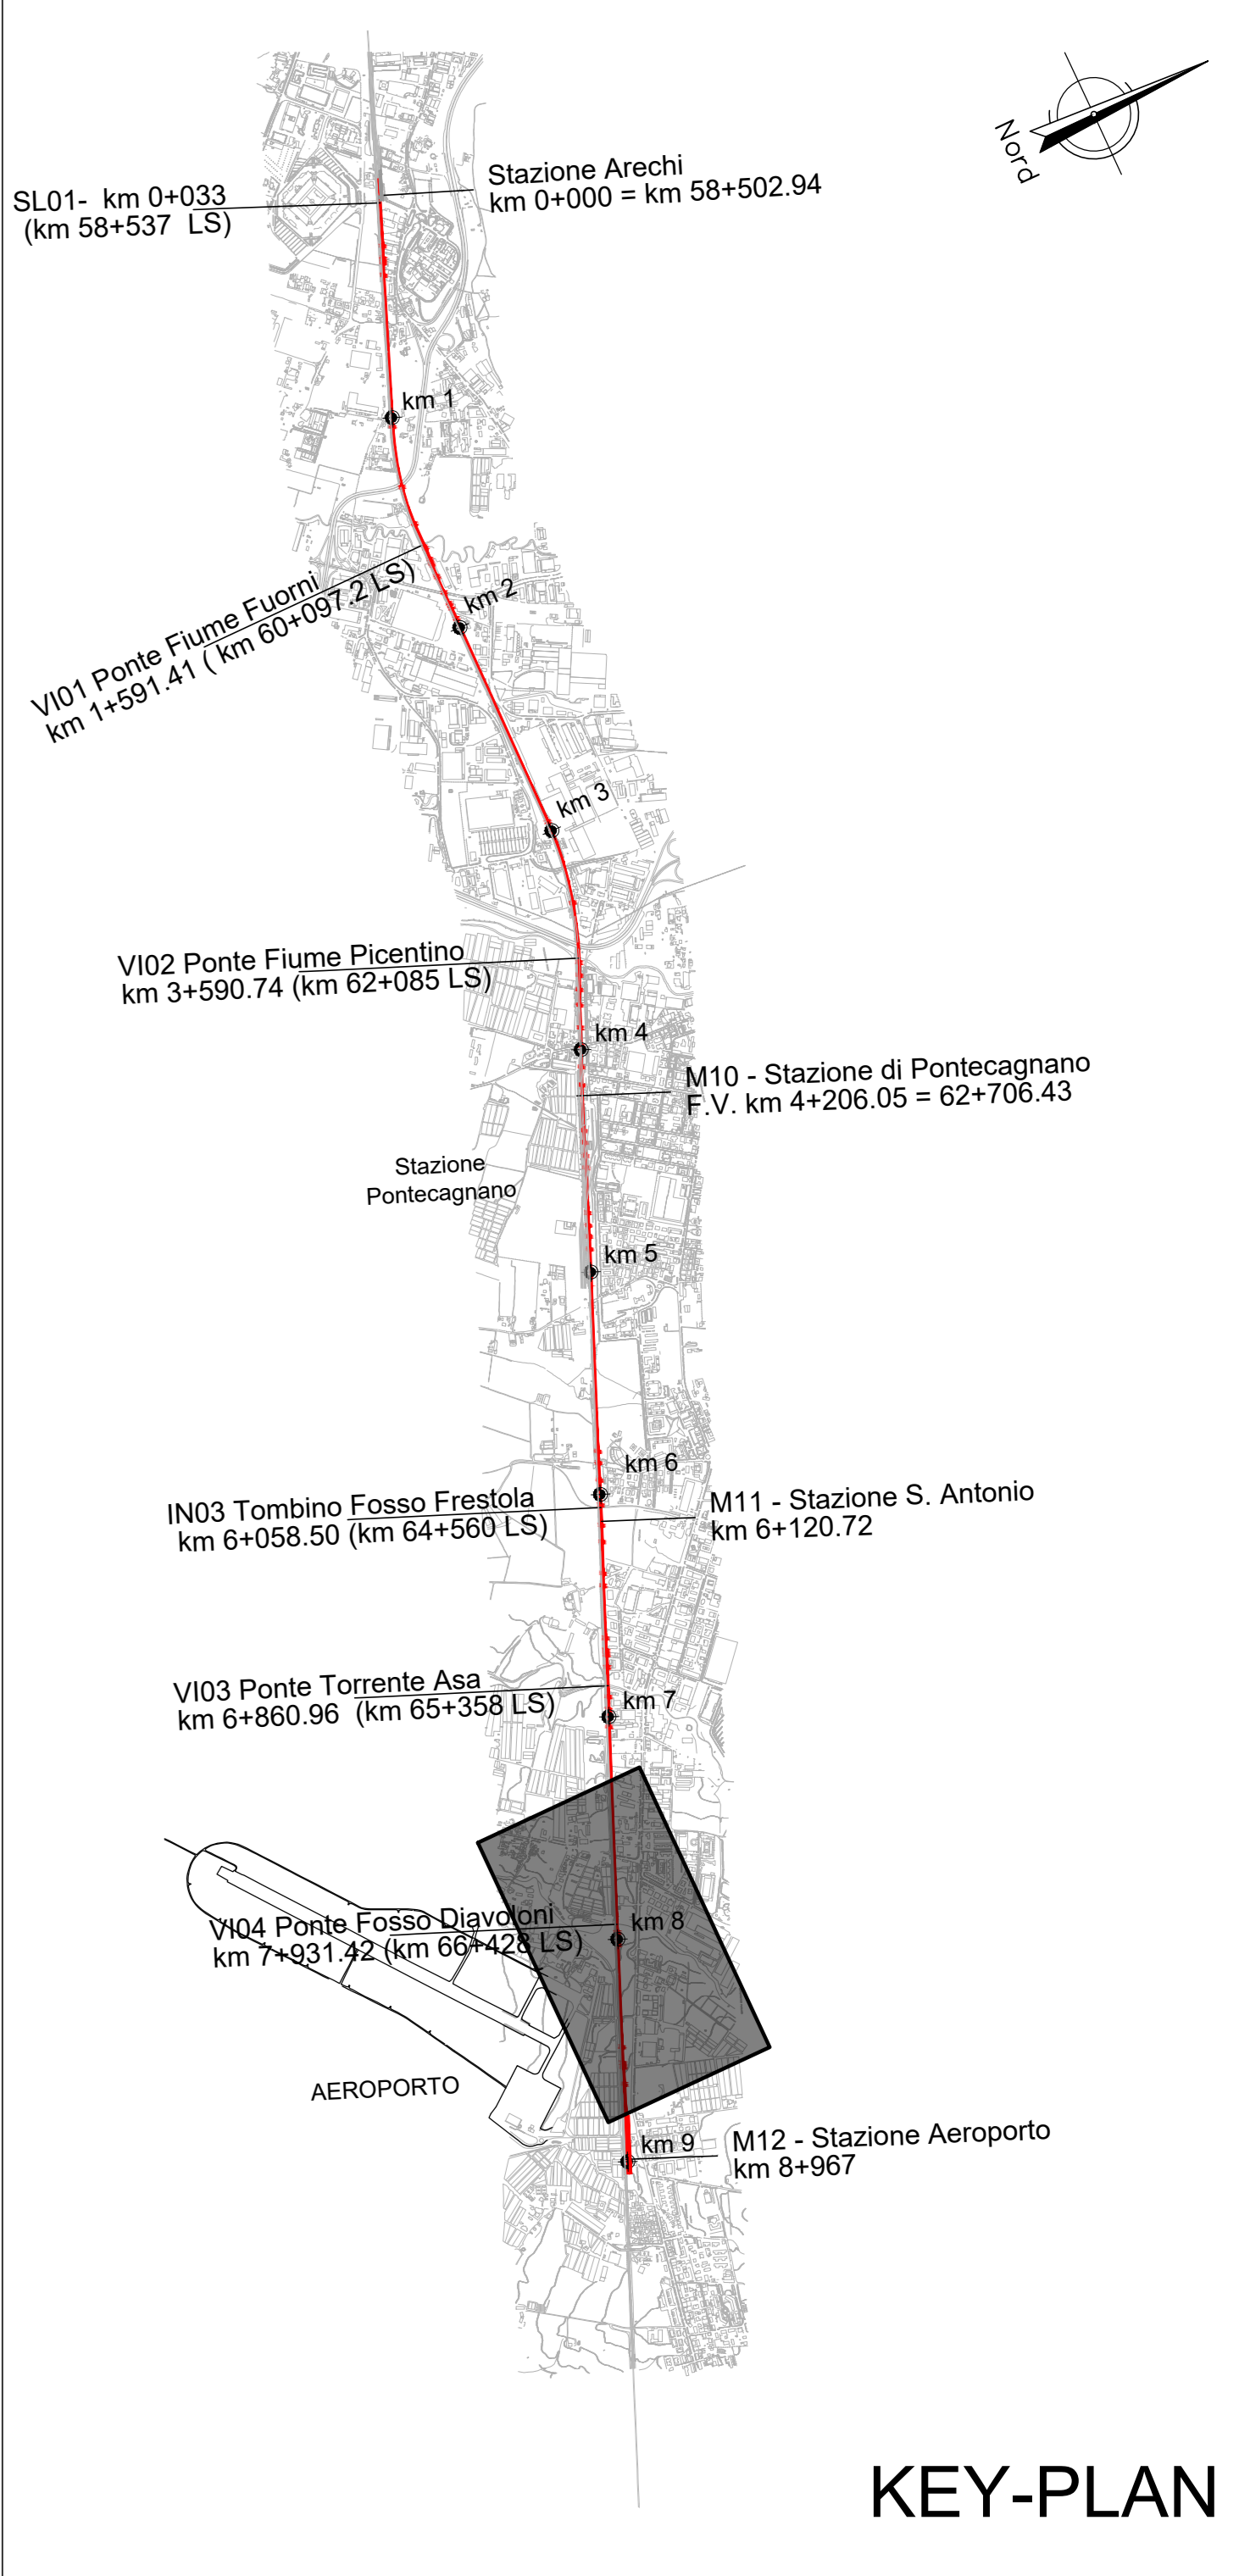 Nord
Stazione Arechi
km 0+000 = km 58+502.94
SL01- km 0+033
(km 58+537 LS)
km 1
VI01 Ponte Fiume Fuorni
km 1+591.41 ( km 60+097.2 LS)
km 2
km 3
VI02 Ponte Fiume Picentino
km 3+590.74 (km 62+085 LS)
km 4
M10 - Stazione di Pontecagnano
F.V. km 4+206.05 = 62+706.43
Stazione
Pontecagnano
km 5
km 6
IN03 Tombino Fosso Frestola
km 6+058.50 (km 64+560 LS)
M11 - Stazione S. Antonio
km 6+120.72
VI03 Ponte Torrente Asa
km 6+860.96 (km 65+358 LS)
km 7
VI04 Ponte Fosso Diavoloni
km 7+931.42 (km 66+428 LS)
km 8
AEROPORTO
km 9
M12 - Stazione Aeroporto
km 8+967
KEY-PLAN